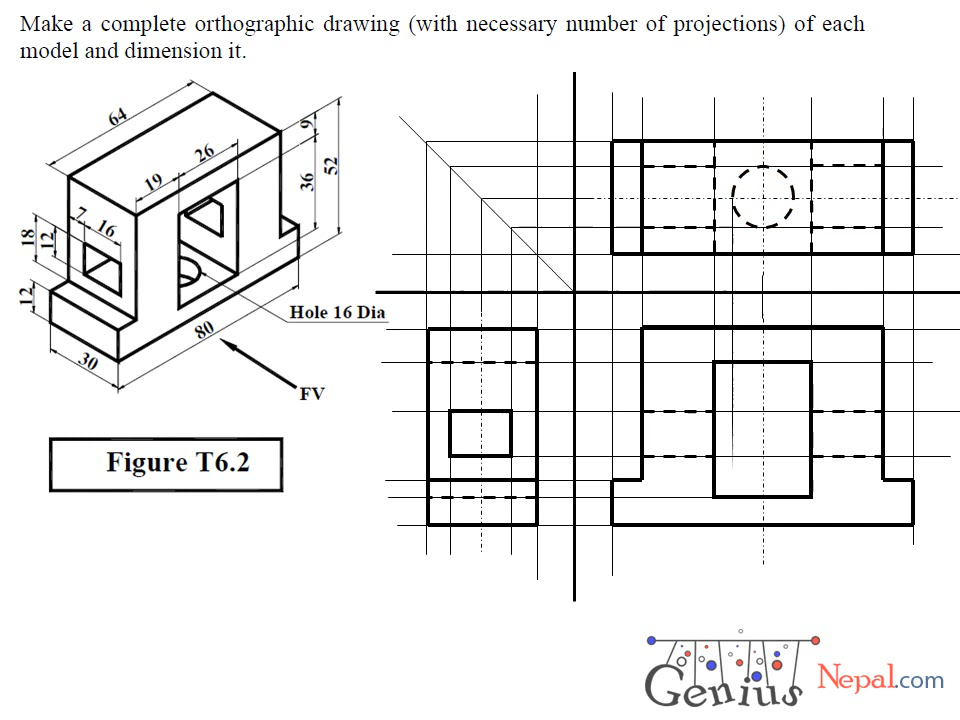 Make a complete orthographic drawing (with necessary number of projections) of each
model and dimension it.
64
9
26
52
19
36
7
16
18
12
12
Hole 16 Dia
80
30
FV
Figure T6.2
Genius Nepal.com